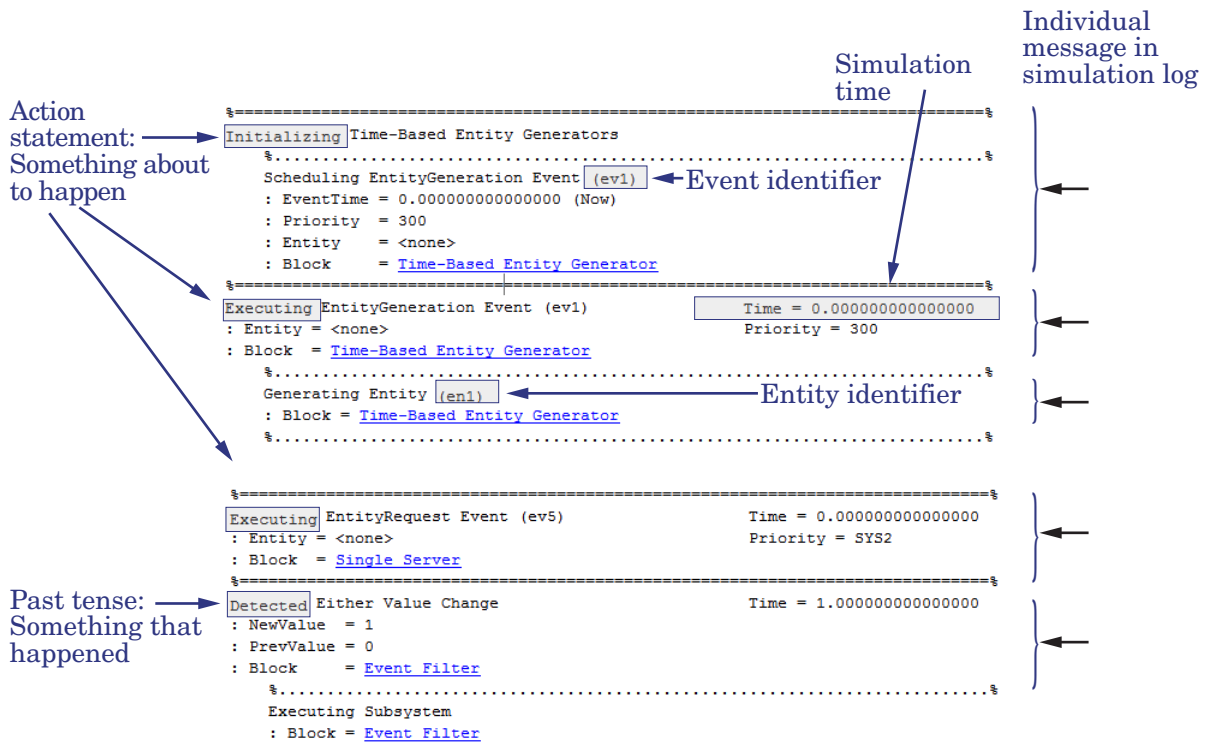 Individual
message in
simulation log
Simulation
time
Action
statement:
Something about
to happen
%==============================================================================%
Initializing Time-Based Entity Generators
%..........................................................................%
Scheduling EntityGeneration Event (ev1)
Event identifier
: EventTime = 0.000000000000000 (Now)
: Priority = 300
: Entity = <none>
: Block = Time-Based Entity Generator
%==============================================================================%
Executing EntityGeneration Event (ev1) Time = 0.000000000000000
: Entity = <none> Priority = 300
: Block = Time-Based Entity Generator
%..........................................................................%
Generating Entity (en1)
Entity identifier
: Block = Time-Based Entity Generator
%..........................................................................%
%==============================================================================%
Executing EntityRequest Event (ev5) Time = 0.000000000000000
: Entity = <none> Priority = SYS2
: Block = Single Server
%==============================================================================%
Past tense:
Something that
happened
Detected Either Value Change Time = 1.000000000000000
: NewValue = 1
: PrevValue = 0
: Block = Event Filter
%..........................................................................%
Executing Subsystem
: Block = Event Filter